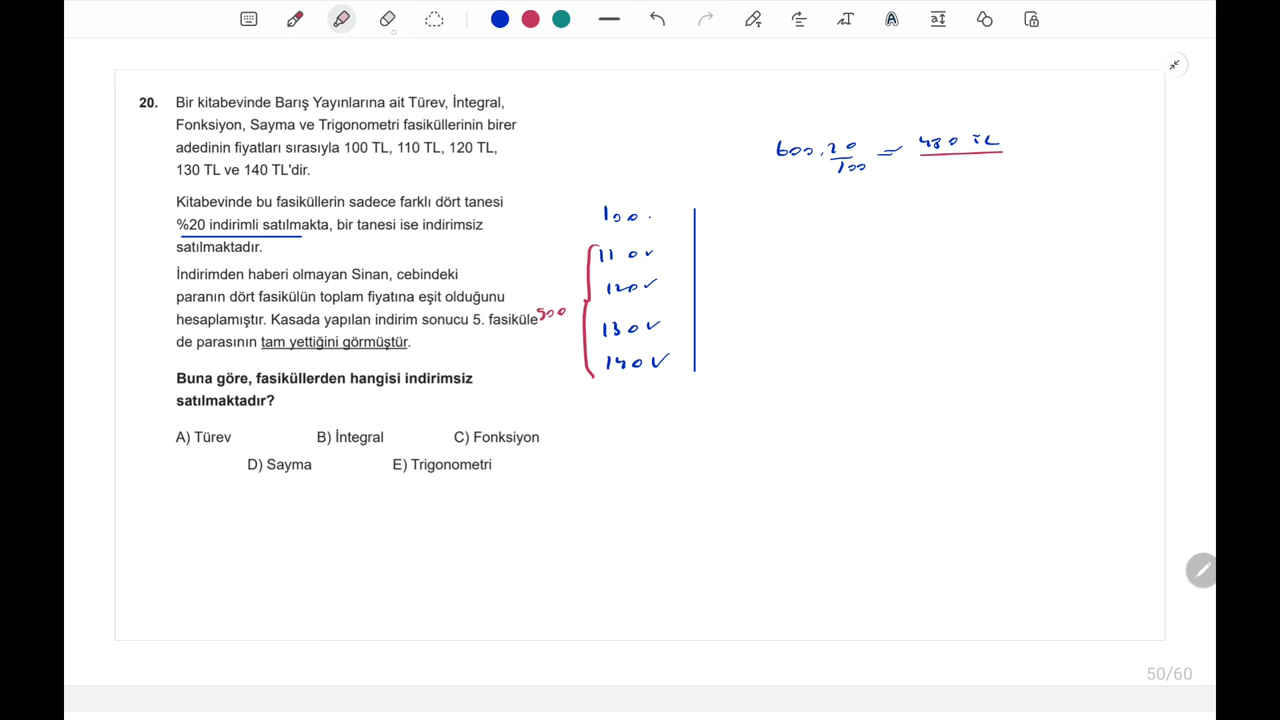 20. Bir kitabevinde Barış Yayınlarına ait Türev, İntegral,
Fonksiyon, Sayma ve Trigonometri fasiküllerinin birer
adedinin fiyatları sırasıyla 100 TL, 110 TL, 120 TL,
130 TL ve 140 TL'dir.
Kitabevinde bu fasiküllerin sadece farklı dört tanesi
%20 indirimli satılmakta, bir tanesi ise indirimsiz
satılmaktadır.
İndirimden haberi olmayan Sinan, cebindeki
paranın dört fasikülün toplam fiyatına eşit olduğunu
hesaplamıştır. Kasada yapılan indirim sonucu 5. fasiküle
de parasının tam yettiğini görmüştür.
Buna göre, fasiküllerden hangisi indirimsiz
satılmaktadır?
A) Türev B) İntegral C) Fonksiyon
D) Sayma E) Trigonometri
600.20/100 = 480 TL
100.
110 ✓
120 ✓
500
130 ✓
140 ✓
50/60